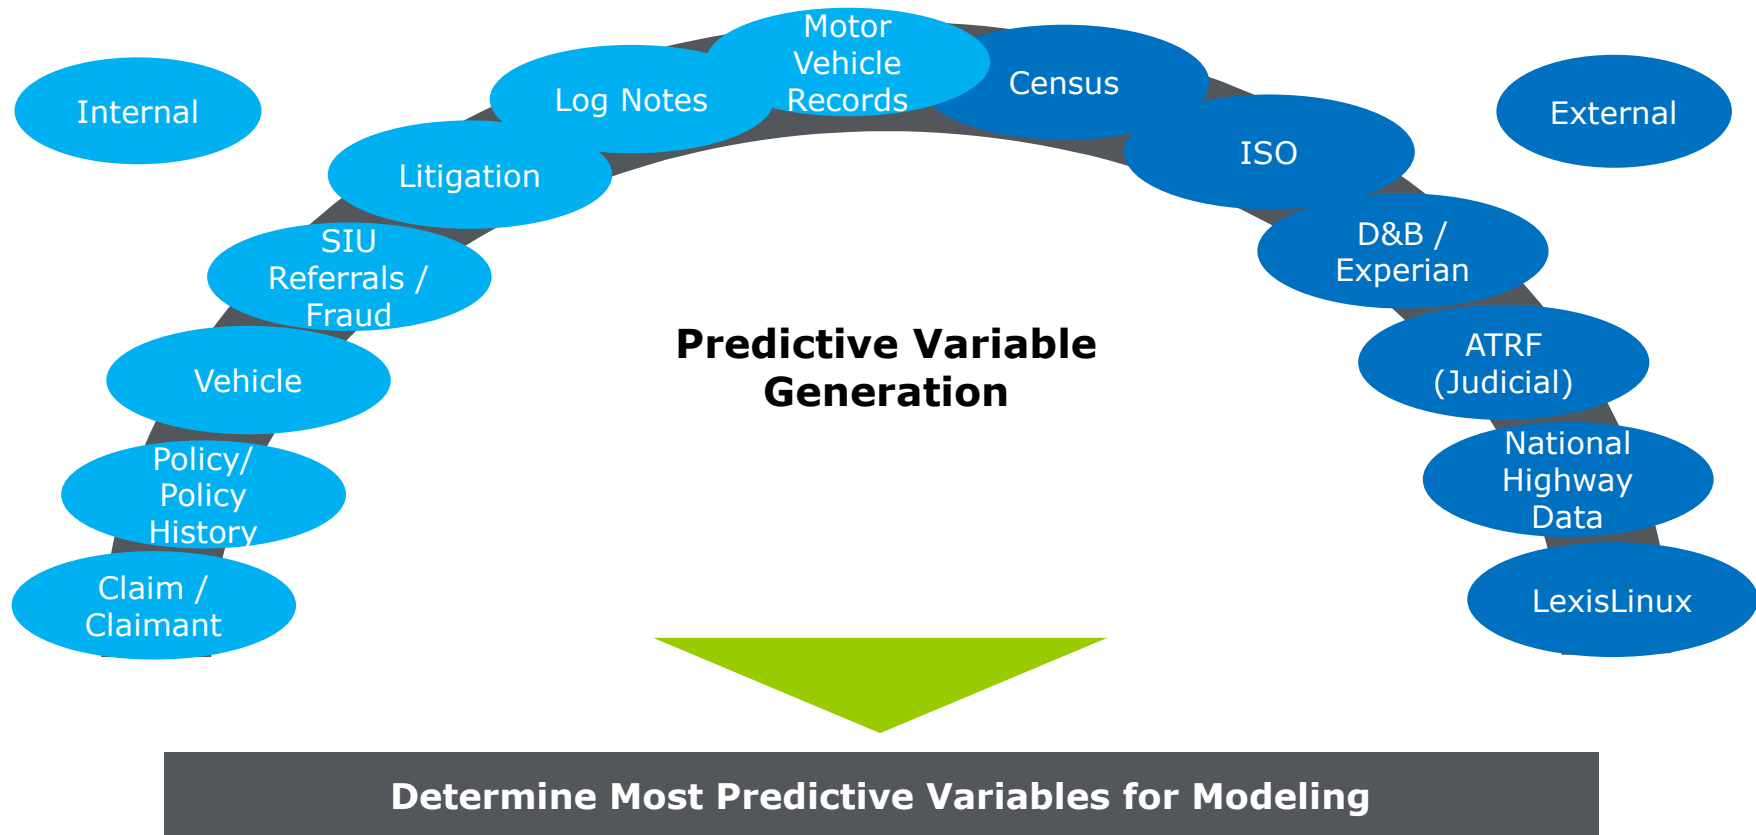 Internal
External
Motor
Vehicle
Records
Census
Log Notes
ISO
Litigation
SIU
Referrals /
Fraud
D&B /
Experian
Vehicle
ATRF
(Judicial)
Policy/
Policy
History
National
Highway
Data
Claim /
Claimant
LexisLinux
Predictive Variable
Generation
Determine Most Predictive Variables for Modeling